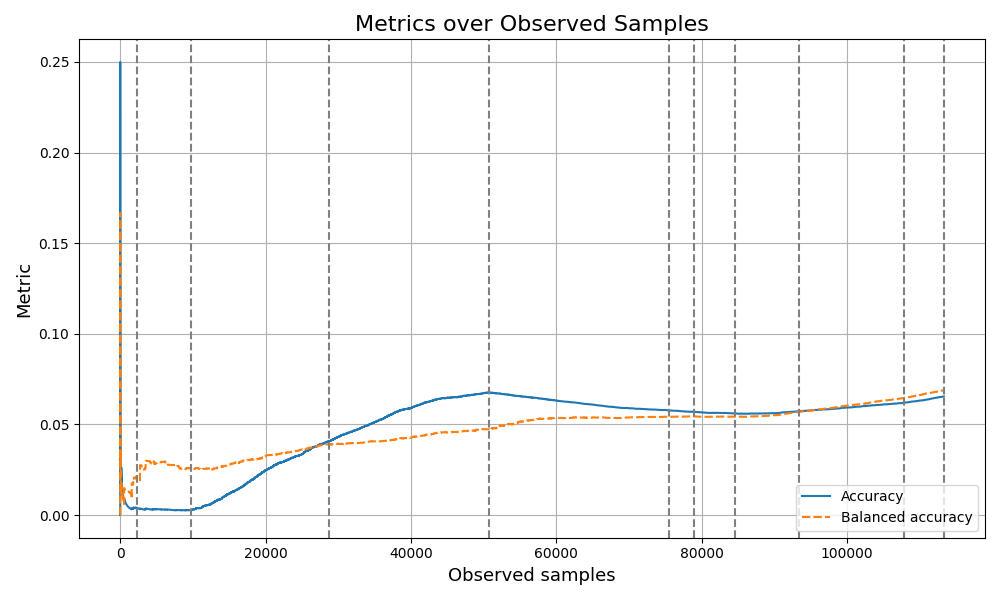 Metrics over Observed Samples
Metric
0.25
0.20
0.15
0.10
0.05
0.00
0
20000
40000
60000
80000
100000
Observed samples
Accuracy
Balanced accuracy